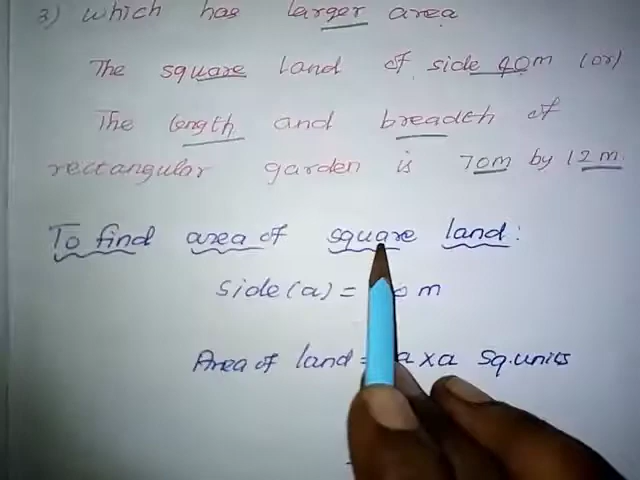 3) which has larger area
The square land of side 40m (or)
The length and breadth of
rectangular garden is 70m by 12m.
To find area of square land:
Side(a) = 0 m
Area of land = a x a Sq.units